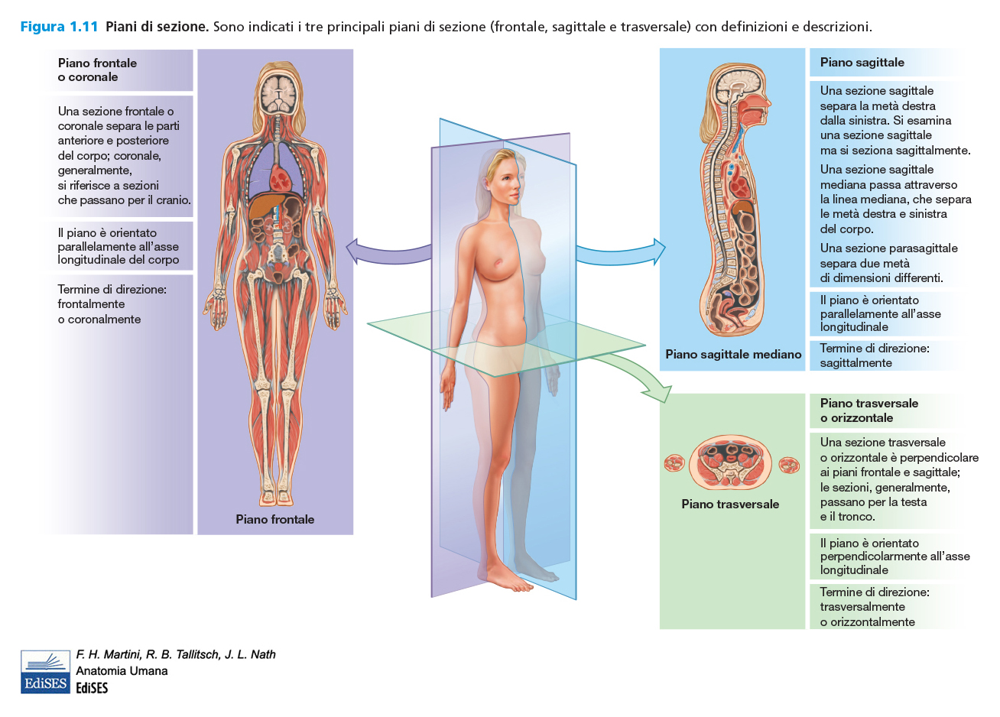 Figura 1.11 Piani di sezione. Sono indicati i tre principali piani di sezione (frontale, sagittale e trasversale) con definizioni e descrizioni.
Piano frontale
o coronale
Una sezione frontale o
coronale separa le parti
anteriore e posteriore
del corpo; coronale,
generalmente,
si riferisce a sezioni
che passano per il cranio.
Il piano è orientato
parallelamente all'asse
longitudinale del corpo
Termine di direzione:
frontalmente
o coronalmente
Piano frontale
Piano sagittale
Una sezione sagittale
separa la metà destra
dalla sinistra. Si esamina
una sezione sagittale
ma si seziona sagittalmente.
Una sezione sagittale
mediana passa attraverso
la linea mediana, che separa
le metà destra e sinistra
del corpo.
Una sezione parasagittale
separa due metà
di dimensioni differenti.
Il piano è orientato
parallelamente all'asse
longitudinale
Termine di direzione:
sagittalmente
Piano sagittale mediano
Piano trasversale
o orizzontale
Una sezione trasversale
o orizzontale è perpendicolare
ai piani frontale e sagittale;
le sezioni, generalmente,
passano per la testa
e il tronco.
Il piano è orientato
perpendicolarmente all'asse
longitudinale
Termine di direzione:
trasversalmente
o orizzontalmente
Piano trasversale
F. H. Martini, R. B. Tallitsch, J. L. Nath
Anatomia Umana
EdiSES
EdiSES